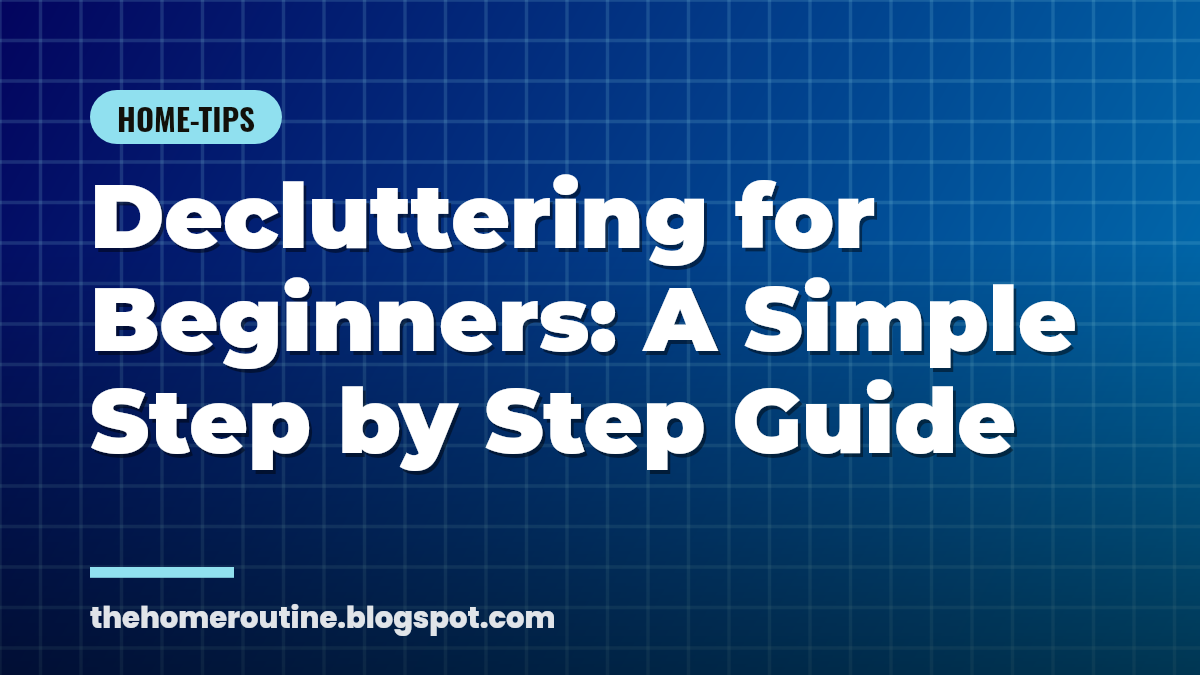 HOME-TIPS
Decluttering for
Beginners: A Simple
Step by Step Guide
thehomeroutine.blogspot.com